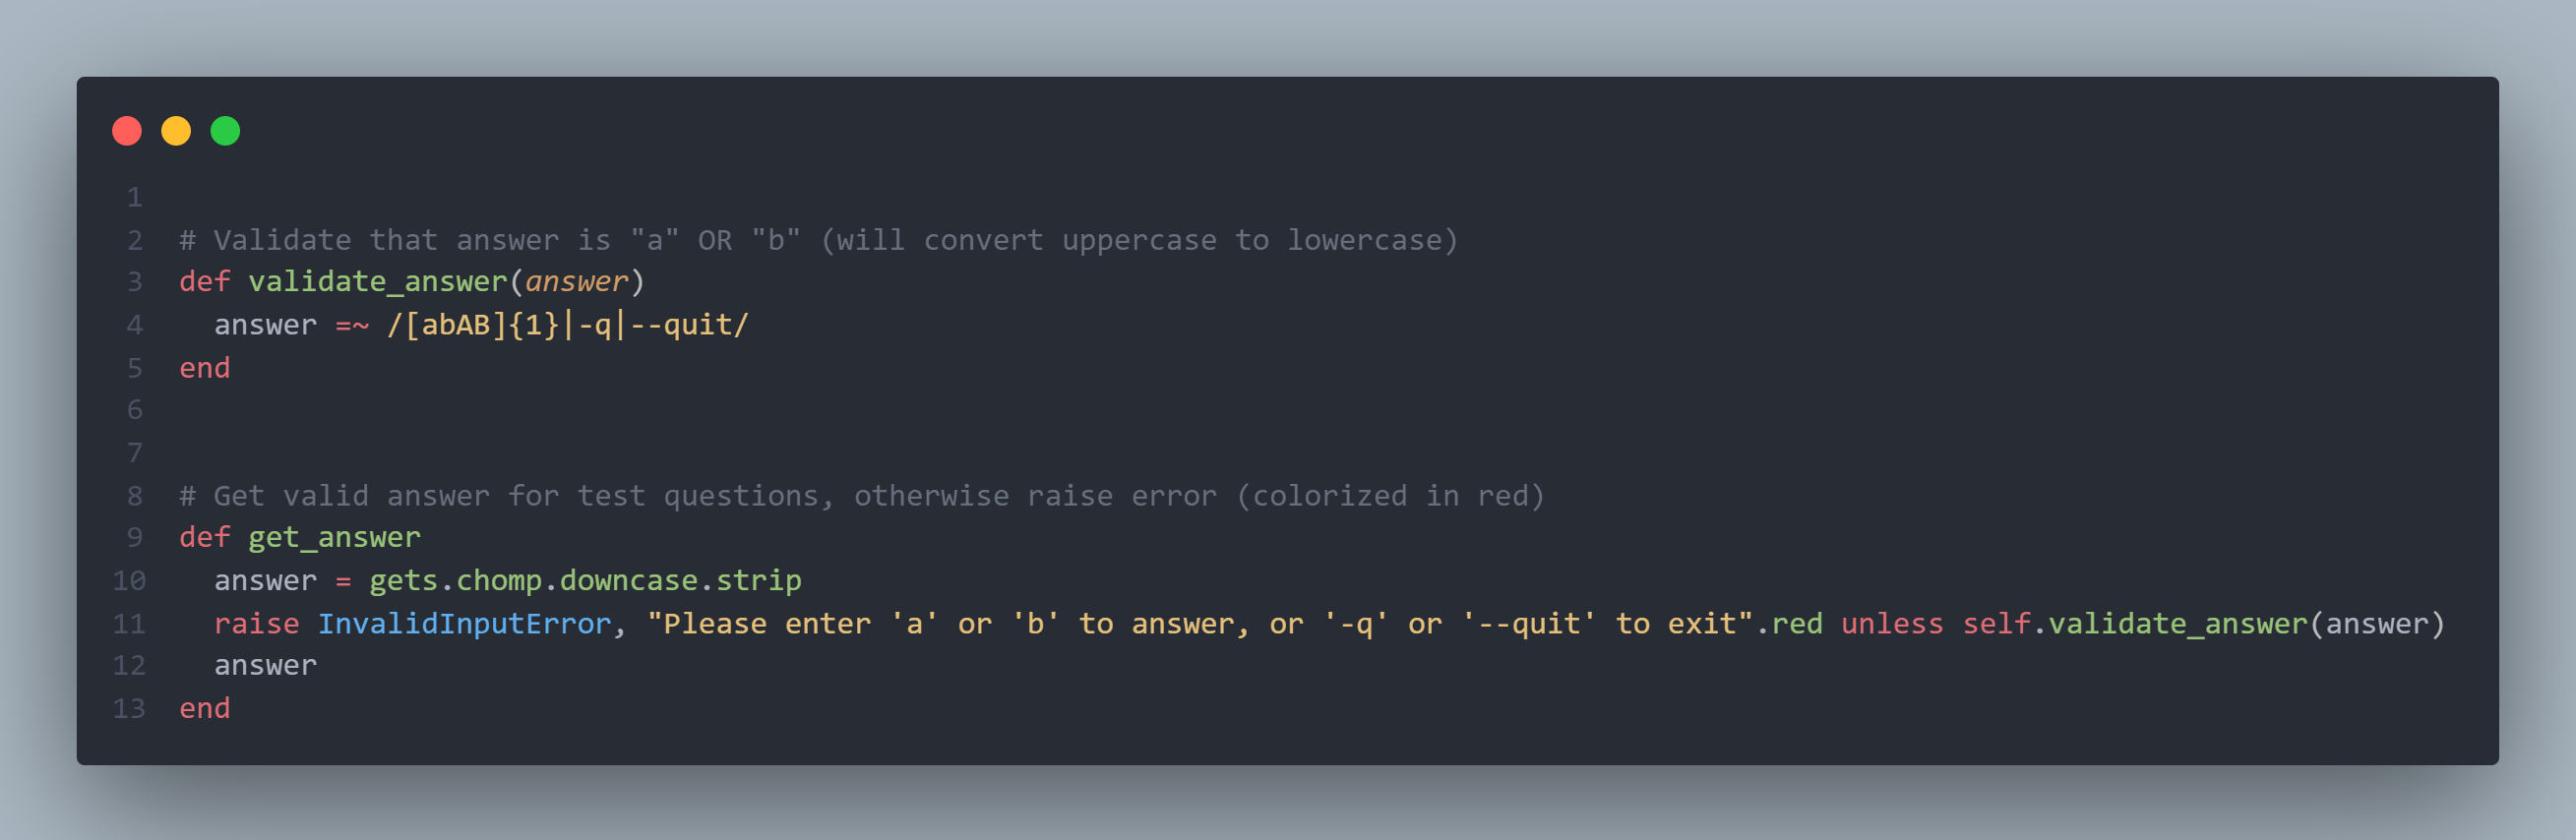 1
2 # Validate that answer is "a" OR "b" (will convert uppercase to lowercase)
3 def validate_answer(answer)
4   answer =~ /[abAB]{1}|-q|--quit/
5 end
6
7
8 # Get valid answer for test questions, otherwise raise error (colorized in red)
9 def get_answer
10   answer = gets.chomp.downcase.strip
11   raise InvalidInputError, "Please enter 'a' or 'b' to answer, or '-q' or '--quit' to exit".red unless self.validate_answer(answer)
12   answer
13 end